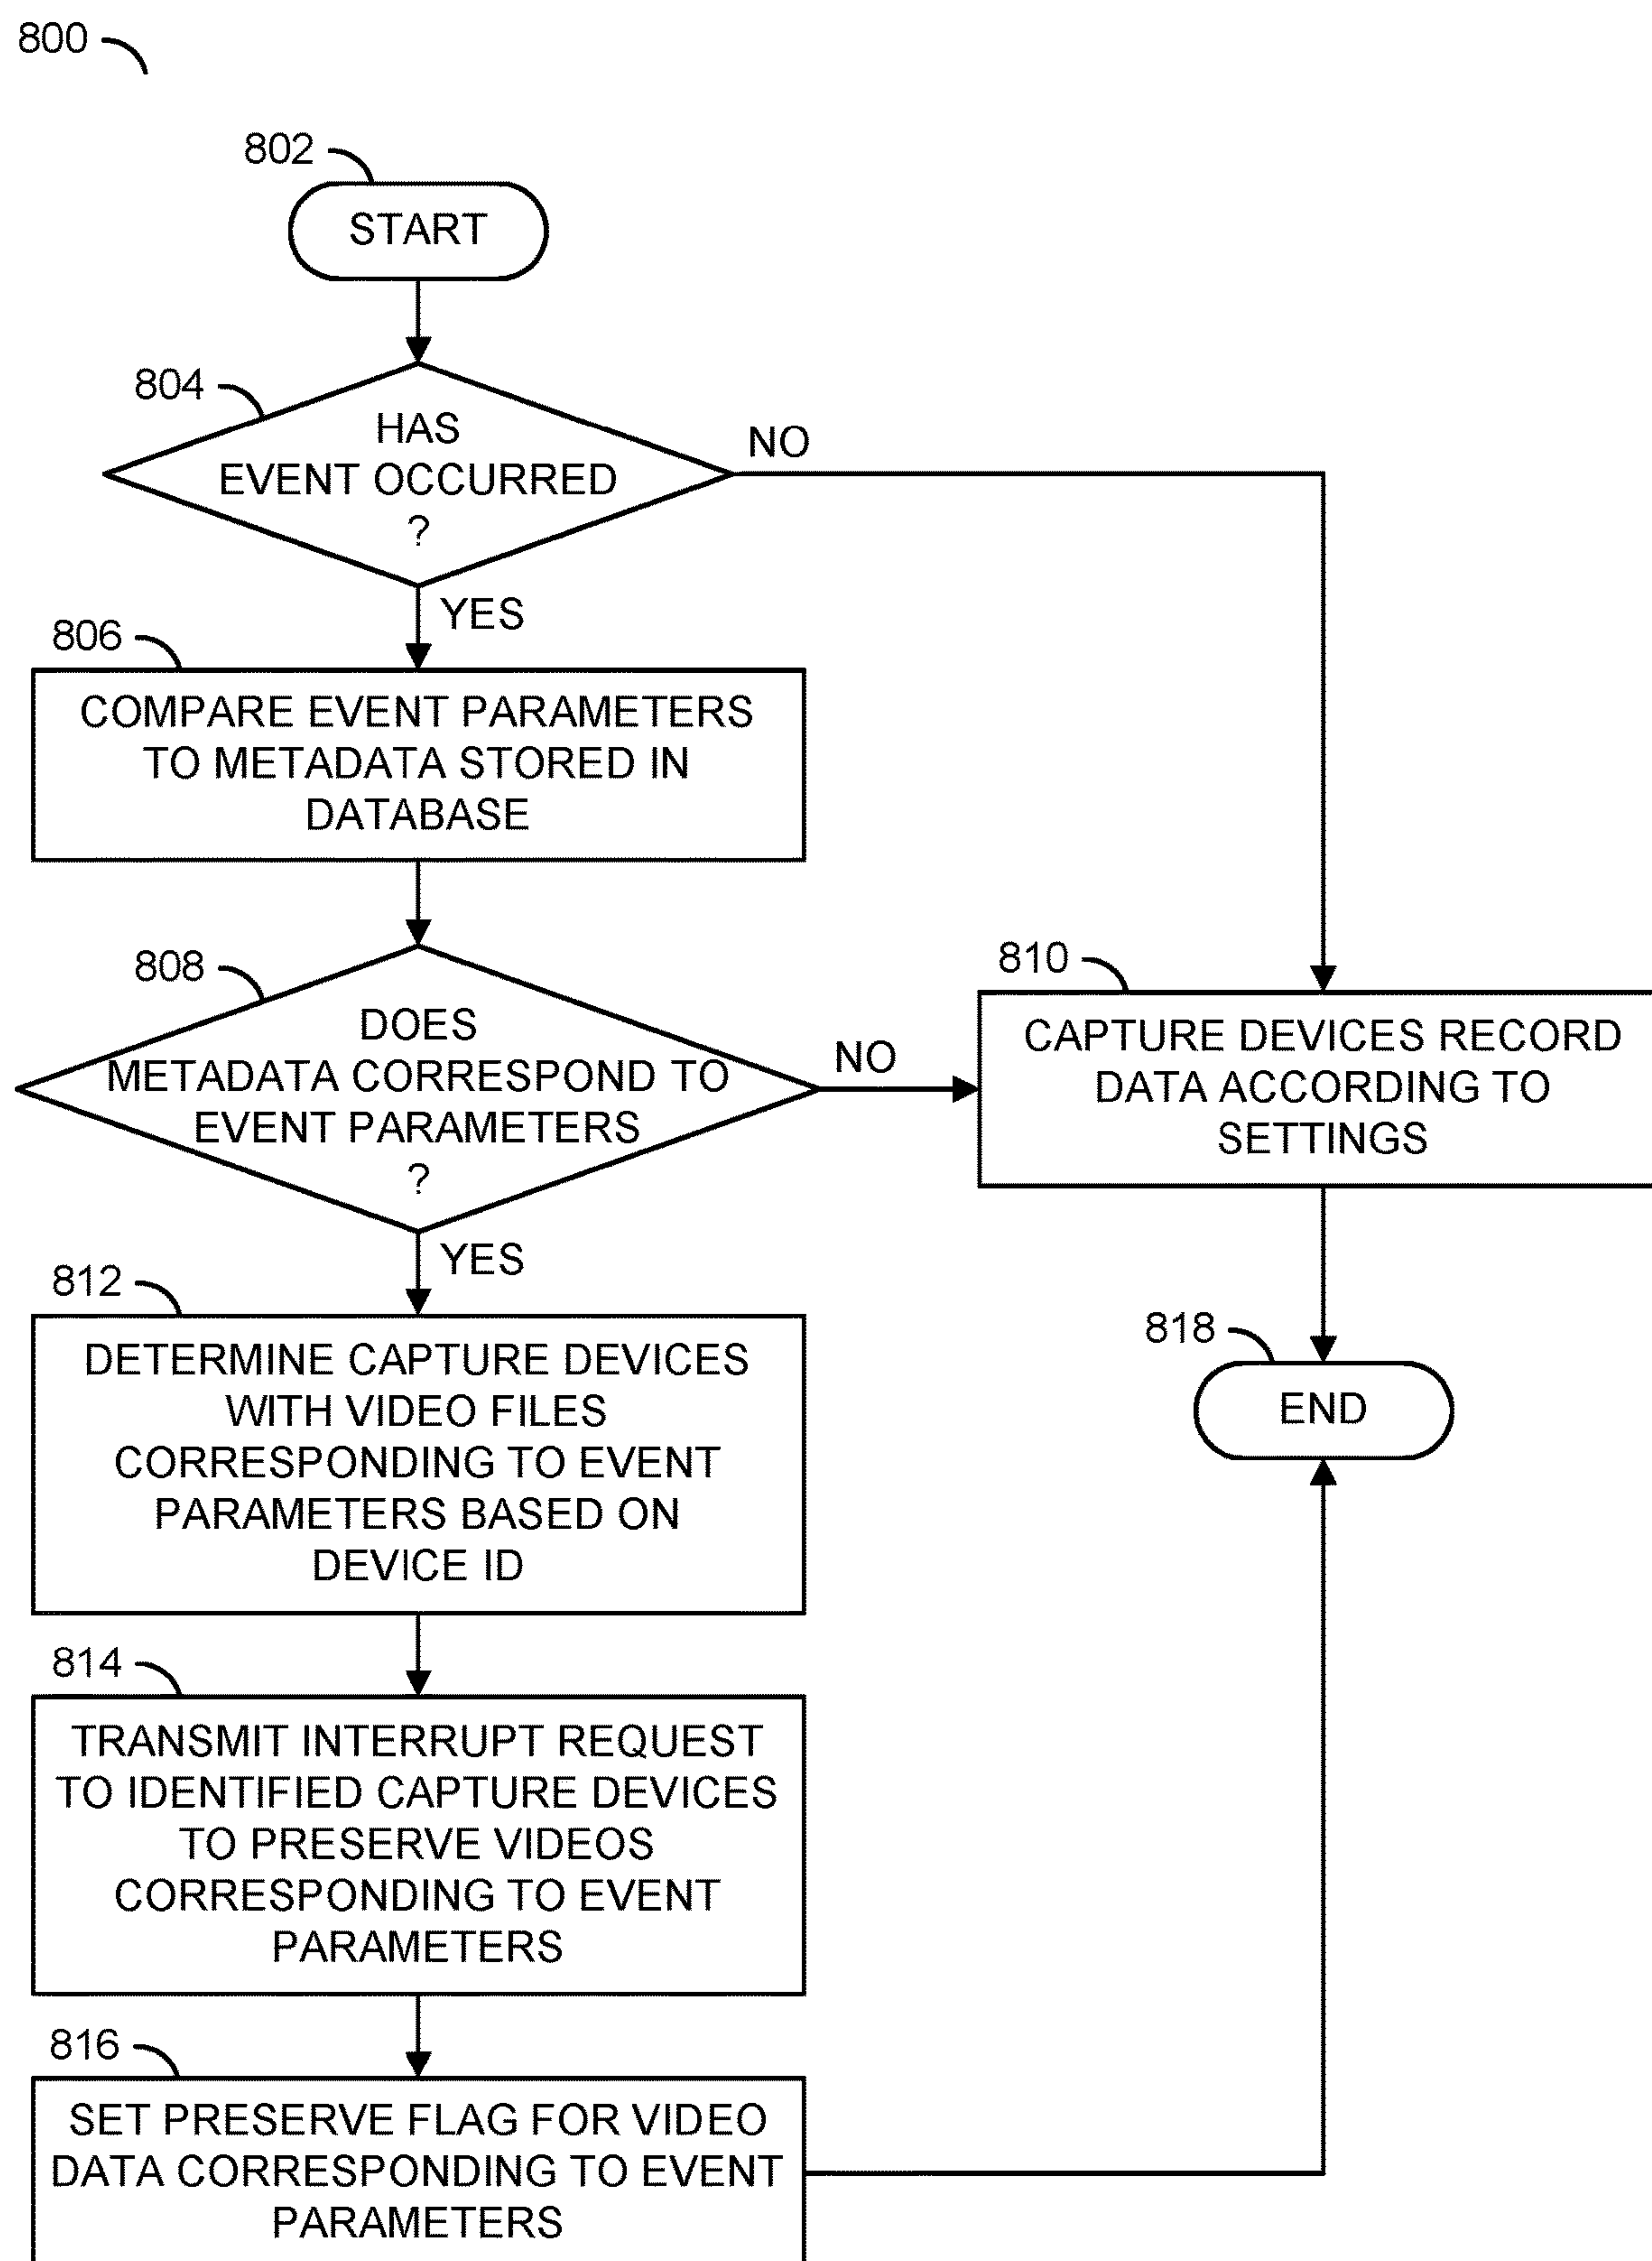 800
802
START
804
HAS
EVENT OCCURRED
?
NO
YES
806
COMPARE EVENT PARAMETERS
TO METADATA STORED IN
DATABASE
808
DOES
METADATA CORRESPOND TO
EVENT PARAMETERS
?
NO
YES
810
CAPTURE DEVICES RECORD
DATA ACCORDING TO
SETTINGS
812
DETERMINE CAPTURE DEVICES
WITH VIDEO FILES
CORRESPONDING TO EVENT
PARAMETERS BASED ON
DEVICE ID
818
END
814
TRANSMIT INTERRUPT REQUEST
TO IDENTIFIED CAPTURE DEVICES
TO PRESERVE VIDEOS
CORRESPONDING TO EVENT
PARAMETERS
816
SET PRESERVE FLAG FOR VIDEO
DATA CORRESPONDING TO EVENT
PARAMETERS